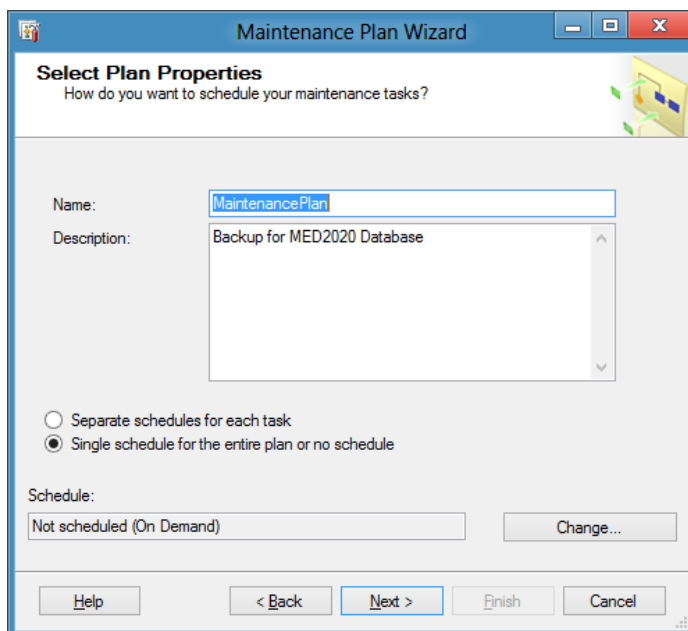 Maintenance Plan Wizard
Select Plan Properties
How do you want to schedule your maintenance tasks?
Name:
MaintenancePlan
Description:
Backup for MED2020 Database
Separate schedules for each task
Single schedule for the entire plan or no schedule
Schedule:
Not scheduled (On Demand)
Change...
Help
< Back
Next >
Finish
Cancel